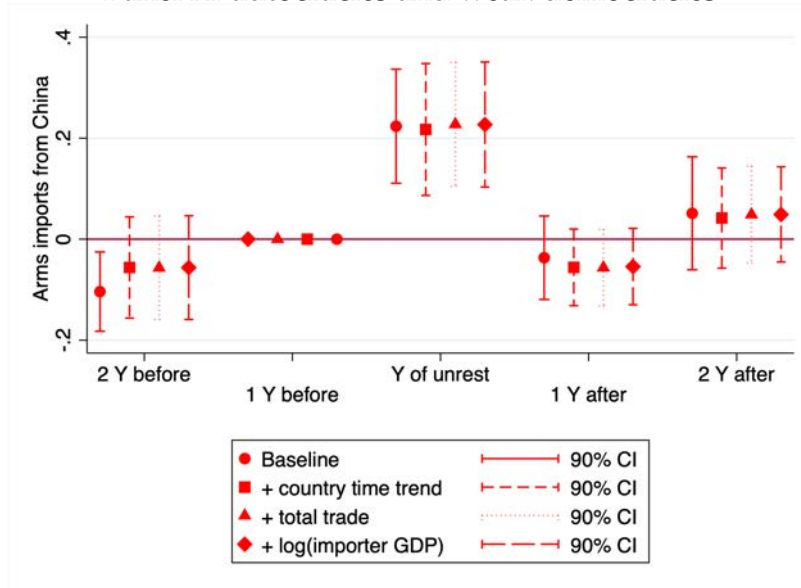 .4
.2
0
-.2
Arms imports from China
2 Y before
1 Y before
Y of unrest
1 Y after
2 Y after
Baseline 90% CI
+ country time trend 90% CI
+ total trade 90% CI
+ log(importer GDP) 90% CI